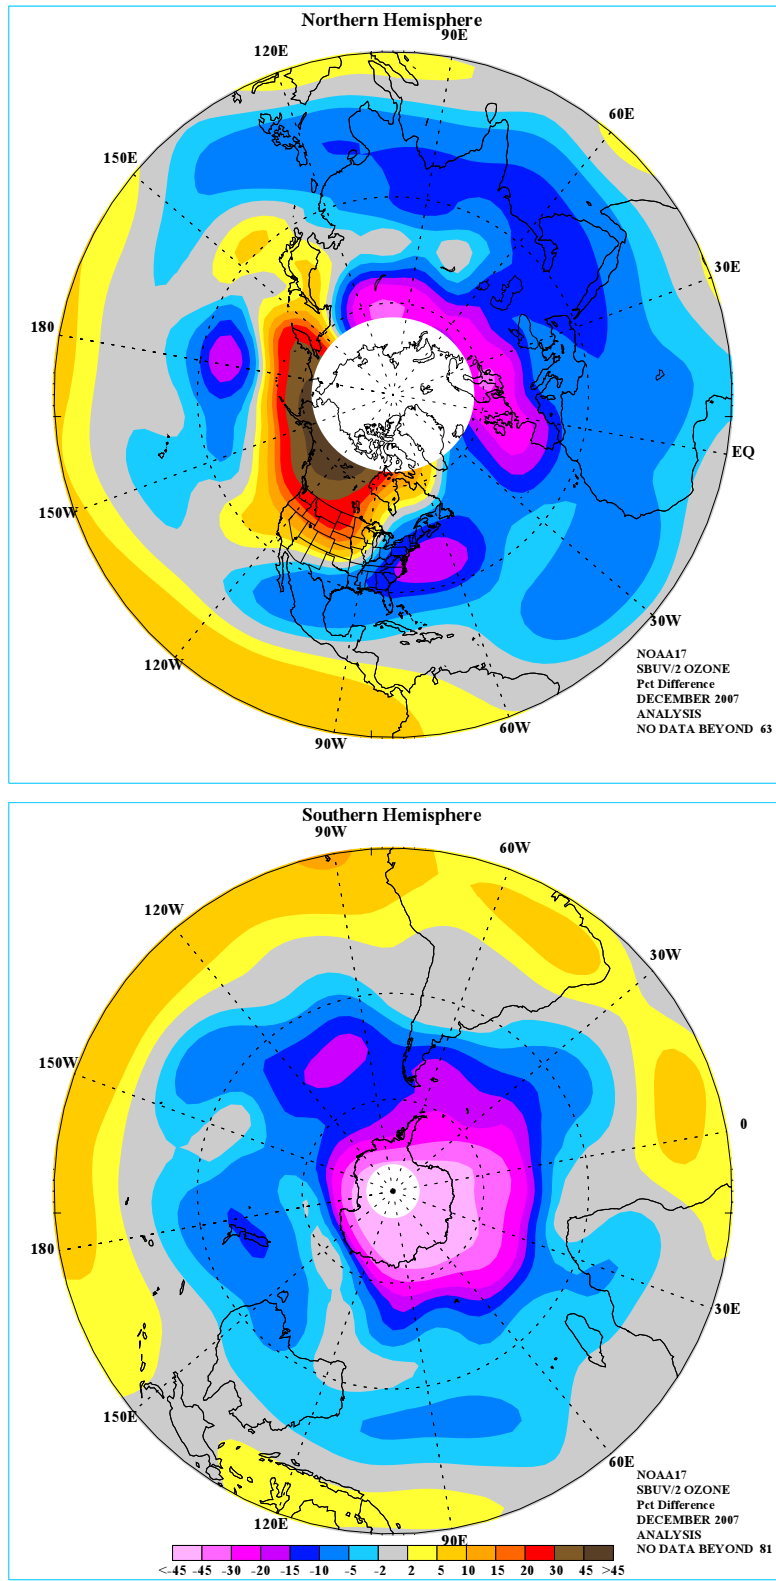 Northern Hemisphere
90E
120E
60E
150E
30E
180
EQ
150W
30W
120W
60W
90W
NOAA17
SBUV/2 OZONE
Pct Difference
DECEMBER 2007
ANALYSIS
NO DATA BEYOND 63
Southern Hemisphere
90W
60W
120W
30W
150W
0
180
30E
150E
60E
120E
90E
NOAA17
SBUV/2 OZONE
Pct Difference
DECEMBER 2007
ANALYSIS
NO DATA BEYOND 81
<-45 -45 -30 -20 -15 -10 -5 -2 2 5 10 15 20 30 45 >45